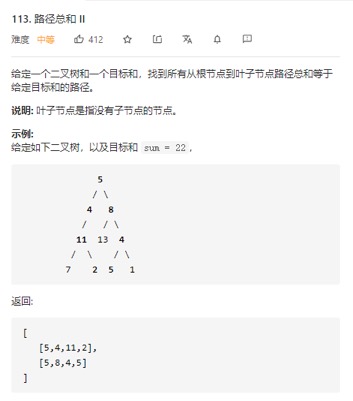 113. 路径总和 II
难度 中等 412
给定一个二叉树和一个目标和，找到所有从根节点到叶子节点路径总和等于
给定目标和的路径。
说明: 叶子节点是指没有子节点的节点。
示例:
给定如下二叉树，以及目标和 sum = 22，
5
/ \
4 8
/ / \
11 13 4
/ \ / \
7 2 5 1
返回:
[
[5,4,11,2],
[5,8,4,5]
]